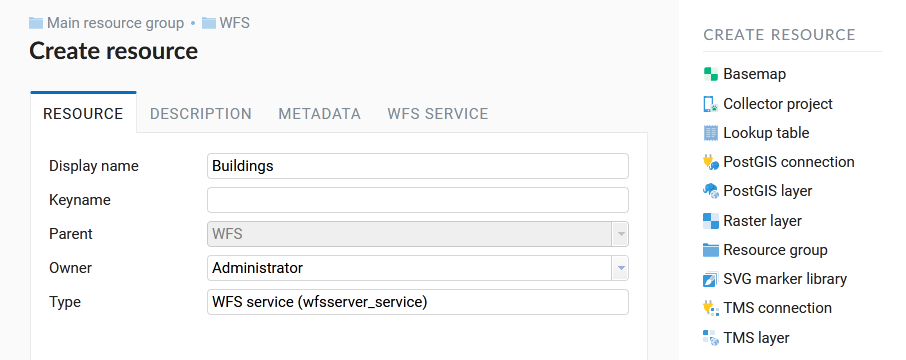 Main resource group • WFS
Create resource
RESOURCE DESCRIPTION METADATA WFS SERVICE
Display name Buildings
Keyname
Parent WFS
Owner Administrator
Type WFS service (wfsserver_service)
CREATE RESOURCE
Basemap
Collector project
Lookup table
PostGIS connection
PostGIS layer
Raster layer
Resource group
SVG marker library
TMS connection
TMS layer